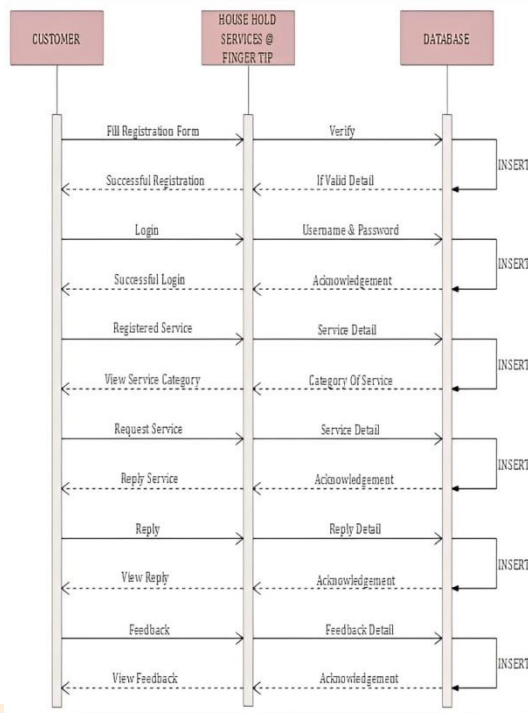 CUSTOMER
HOUSE HOLD
SERVICES @
FINGER TIP
DATABASE
Fill Registration Form
Verify
INSERT
Successful Registration
If Valid Detail
Login
Username & Password
INSERT
Successful Login
Acknowledgement
Registered Service
Service Detail
INSERT
View Service Category
Category Of Service
Request Service
Service Detail
INSERT
Reply Service
Acknowledgement
Reply
Reply Detail
INSERT
View Reply
Acknowledgement
Feedback
Feedback Detail
INSERT
View Feedback
Acknowledgement